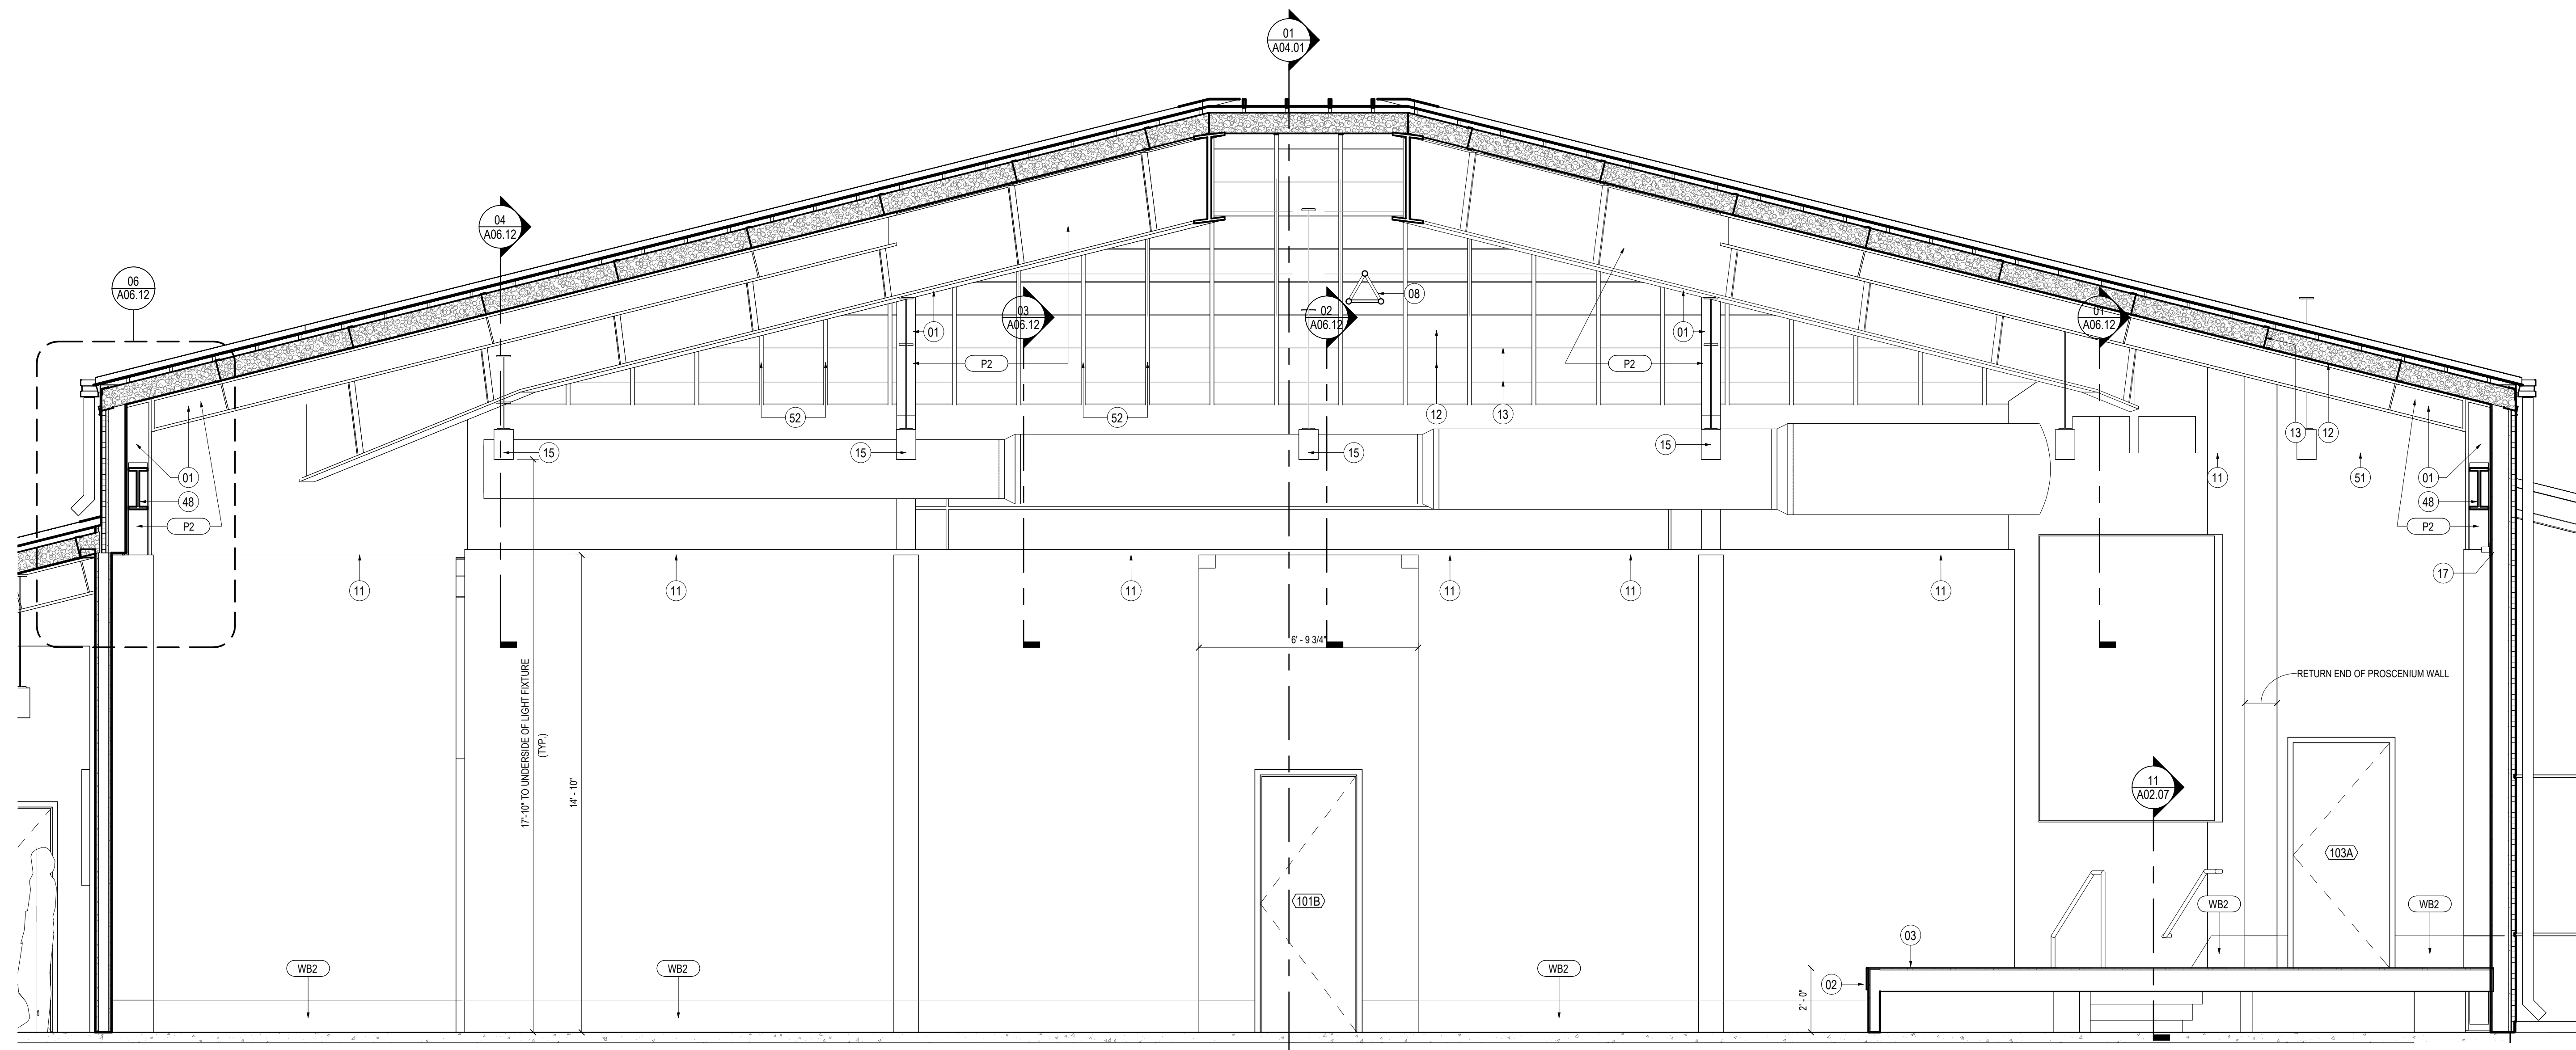 01
A04.01
04
A06.12
06
A06.12
08
03
A06.12
02
A06.12
01
A06.12
01
01
P2
P2
52
52
12
13
13
12
15
15
15
15
01
48
P2
11
51
01
48
P2
17
11
11
11
11
11
11
6' - 9 3/4"
17'-10" TO UNDERSIDE OF LIGHT FIXTURE
(TYP.)
14' - 10"
RETURN END OF PROSCENIUM WALL
11
A02.07
103A
101B
WB2
WB2
03
WB2
WB2
WB2
02
2' - 0"